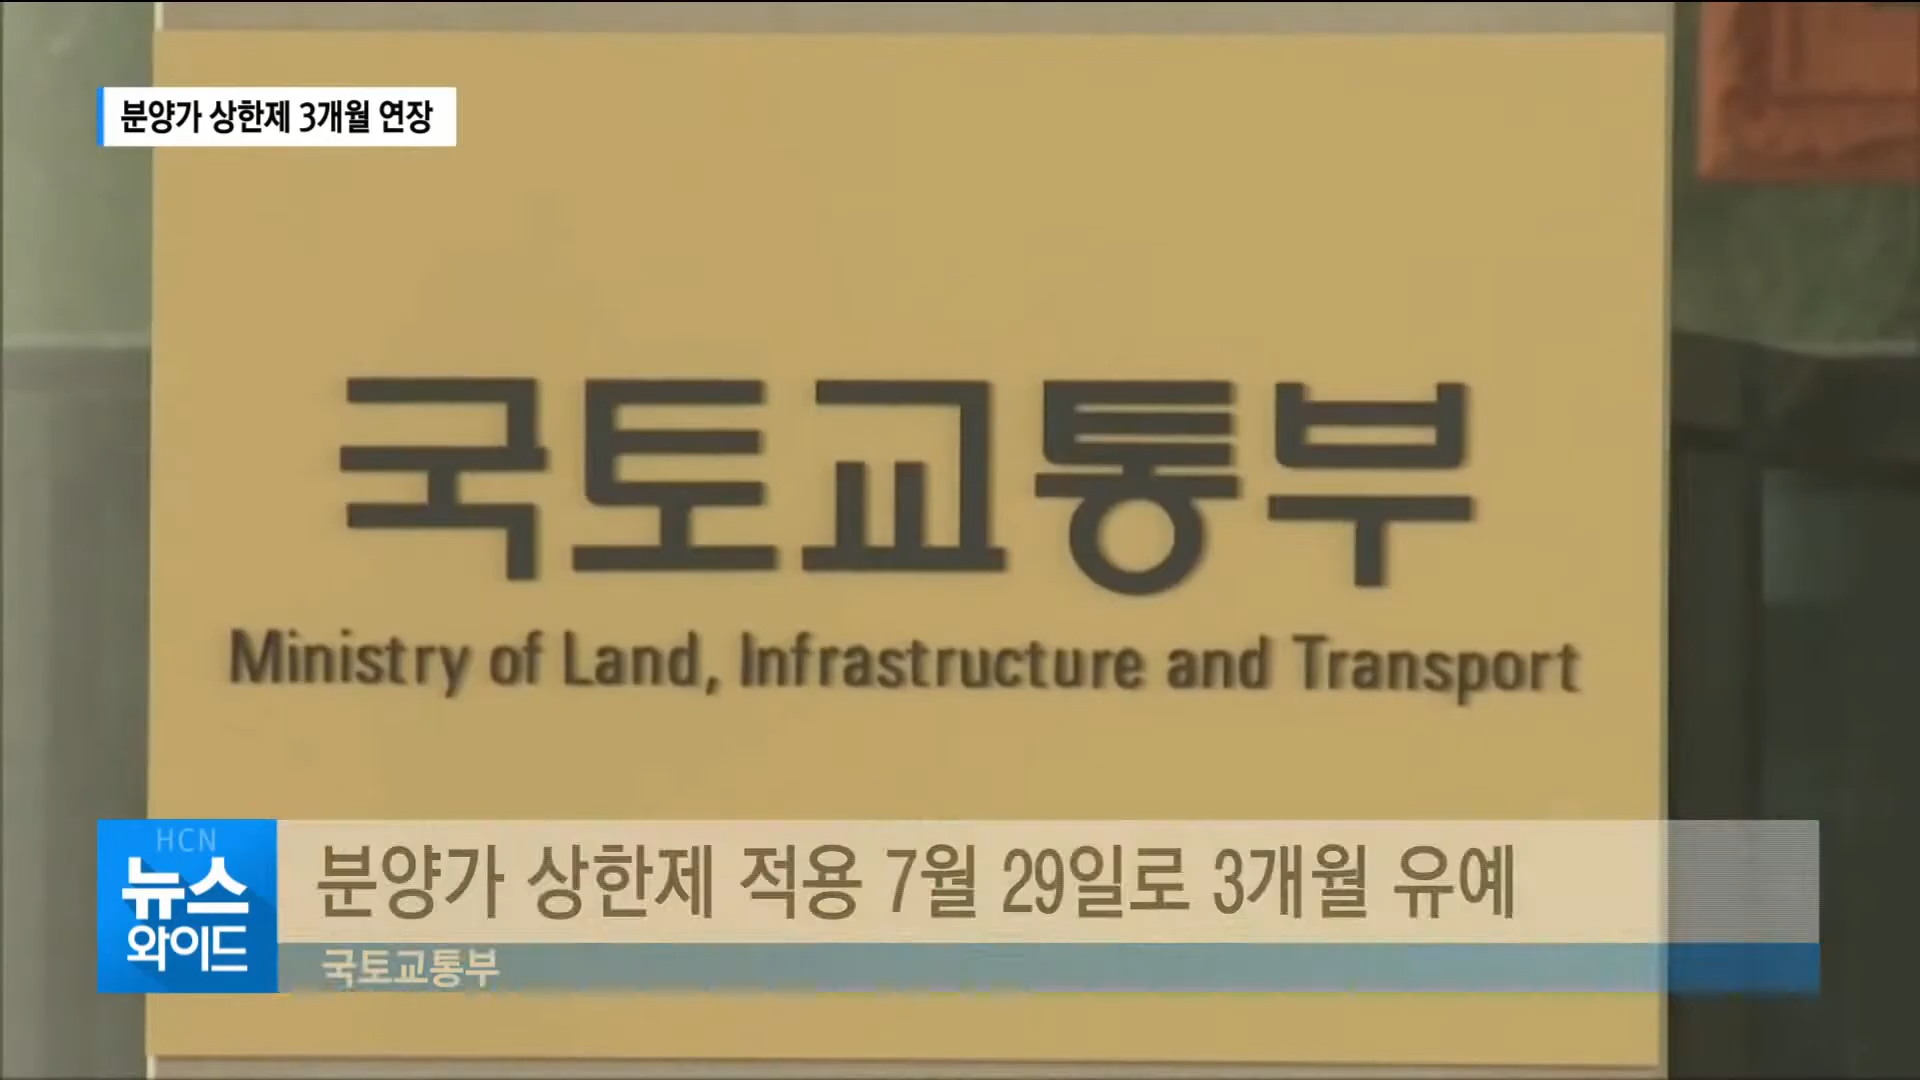 분양가 상한제 3개월 연장
국토교통부
Ministry of Land, Infrastructure and Transport
HCN
뉴스
와이드
분양가 상한제 적용 7월 29일로 3개월 유예
국토교통부